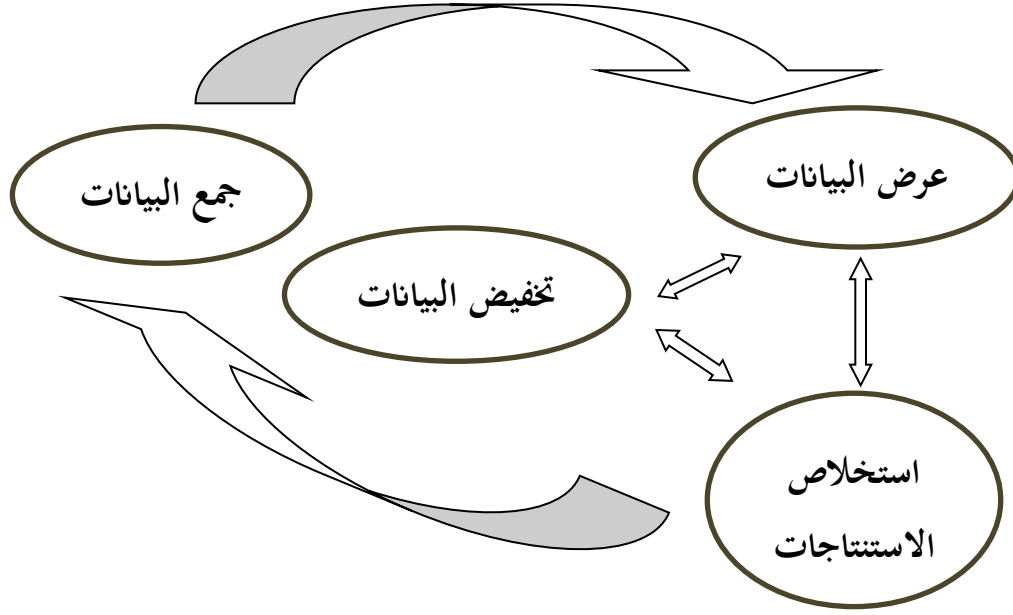 عرض البيانات
جمع البيانات
تخفيض البيانات
استخلاص
الاستنتاجات